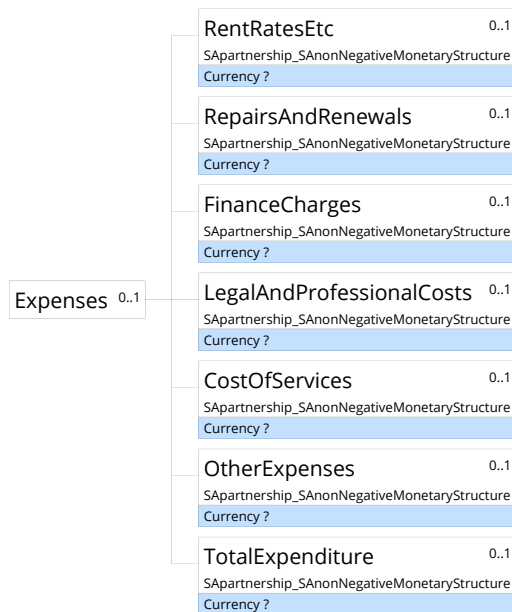 RentRatesEtc 0..1
SApartnership_SAnonNegativeMonetaryStructure
Currency ?
RepairsAndRenewals 0..1
SApartnership_SAnonNegativeMonetaryStructure
Currency ?
FinanceCharges 0..1
SApartnership_SAnonNegativeMonetaryStructure
Currency ?
Expenses 0..1
LegalAndProfessionalCosts 0..1
SApartnership_SAnonNegativeMonetaryStructure
Currency ?
CostOfServices 0..1
SApartnership_SAnonNegativeMonetaryStructure
Currency ?
OtherExpenses 0..1
SApartnership_SAnonNegativeMonetaryStructure
Currency ?
TotalExpenditure 0..1
SApartnership_SAnonNegativeMonetaryStructure
Currency ?